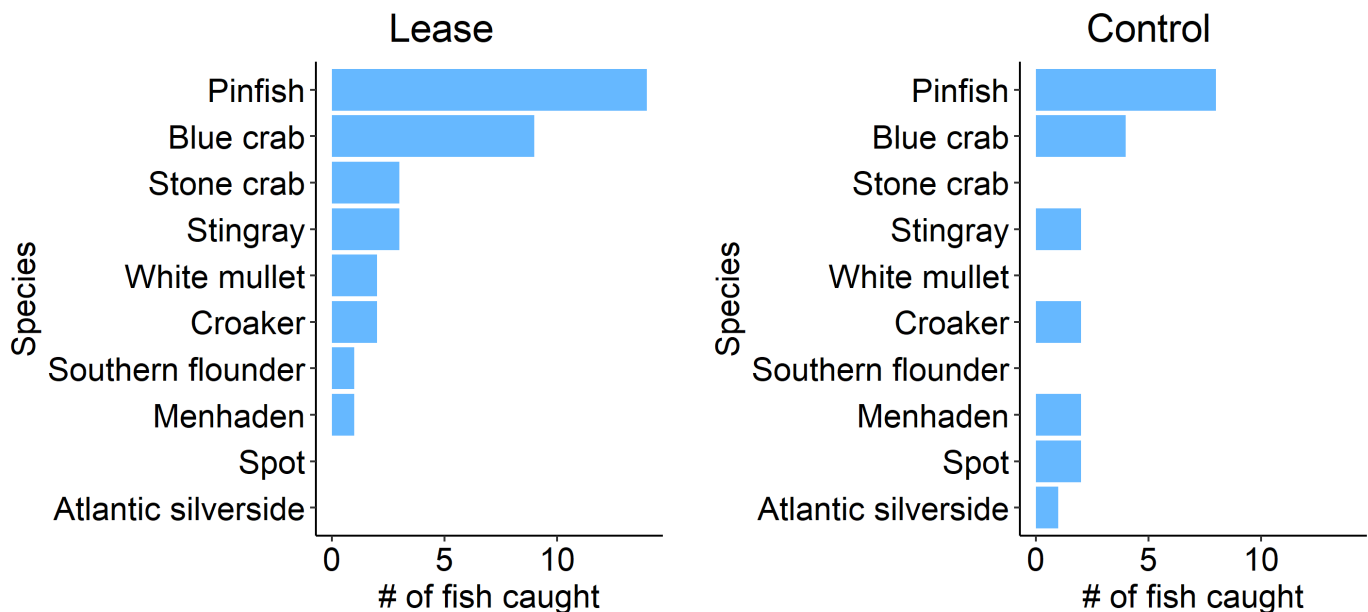 Lease
Species
Pinfish
Blue crab
Stone crab
Stingray
White mullet
Croaker
Southern flounder
Menhaden
Spot
Atlantic silverside
0 5 10
# of fish caught
Control
Species
Pinfish
Blue crab
Stone crab
Stingray
White mullet
Croaker
Southern flounder
Menhaden
Spot
Atlantic silverside
0 5 10
# of fish caught